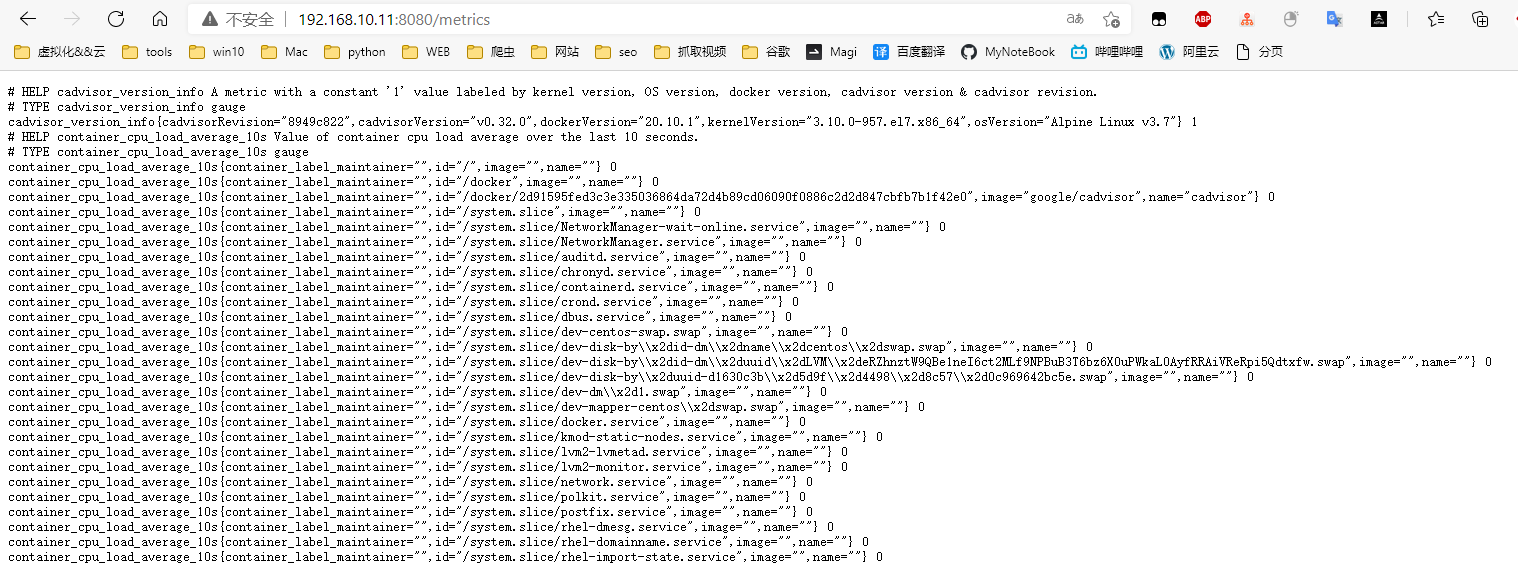 不安全 192.168.10.11:8080/metrics aあ
ABP
虚拟化&&云 tools win10 Mac python WEB 爬虫 网站 seo 抓取视频 谷歌 Magi 译 百度翻译 MyNoteBook 哔哩哔哩 阿里云 分页
# HELP cadvisor_version_info A metric with a constant '1' value labeled by kernel version, OS version, docker version, cadvisor version & cadvisor revision.
# TYPE cadvisor_version_info gauge
cadvisor_version_info{cadvisorRevision="8949c822",cadvisorVersion="v0.32.0",dockerVersion="20.10.1",kernelVersion="3.10.0-957.el7.x86_64",osVersion="Alpine Linux v3.7"} 1
# HELP container_cpu_load_average_10s Value of container cpu load average over the last 10 seconds.
# TYPE container_cpu_load_average_10s gauge
container_cpu_load_average_10s{container_label_maintainer="",id="/",image="",name=""} 0
container_cpu_load_average_10s{container_label_maintainer="",id="/docker",image="",name=""} 0
container_cpu_load_average_10s{container_label_maintainer="",id="/docker/2d91595fed3c3e335036864da72d4b89cd06090f0886c2d2d847cbfb7b1f42e0",image="google/cadvisor",name="cadvisor"} 0
container_cpu_load_average_10s{container_label_maintainer="",id="/system.slice",image="",name=""} 0
container_cpu_load_average_10s{container_label_maintainer="",id="/system.slice/NetworkManager-wait-online.service",image="",name=""} 0
container_cpu_load_average_10s{container_label_maintainer="",id="/system.slice/NetworkManager.service",image="",name=""} 0
container_cpu_load_average_10s{container_label_maintainer="",id="/system.slice/auditd.service",image="",name=""} 0
container_cpu_load_average_10s{container_label_maintainer="",id="/system.slice/chronyd.service",image="",name=""} 0
container_cpu_load_average_10s{container_label_maintainer="",id="/system.slice/containerd.service",image="",name=""} 0
container_cpu_load_average_10s{container_label_maintainer="",id="/system.slice/crond.service",image="",name=""} 0
container_cpu_load_average_10s{container_label_maintainer="",id="/system.slice/dbus.service",image="",name=""} 0
container_cpu_load_average_10s{container_label_maintainer="",id="/system.slice/dev-centos-swap.swap",image="",name=""} 0
container_cpu_load_average_10s{container_label_maintainer="",id="/system.slice/dev-disk-by\\x2did-dm\\x2dname\\x2dcentos\\x2dswap.swap",image="",name=""} 0
container_cpu_load_average_10s{container_label_maintainer="",id="/system.slice/dev-disk-by\\x2did-dm\\x2duuid\\x2dLVM\\x2deRZhnztW9QBe1neI6ct2MLf9NPBuB3T6bz6XOuPWkaLOAyfRRAiVReRpi5Qdtxfw.swap",image="",name=""} 0
container_cpu_load_average_10s{container_label_maintainer="",id="/system.slice/dev-disk-by\\x2duuid-d1630c3b\\x2d5d9f\\x2d4498\\x2d8c57\\x2d0c969642bc5e.swap",image="",name=""} 0
container_cpu_load_average_10s{container_label_maintainer="",id="/system.slice/dev-dm\\x2d1.swap",image="",name=""} 0
container_cpu_load_average_10s{container_label_maintainer="",id="/system.slice/dev-mapper-centos\\x2dswap.swap",image="",name=""} 0
container_cpu_load_average_10s{container_label_maintainer="",id="/system.slice/docker.service",image="",name=""} 0
container_cpu_load_average_10s{container_label_maintainer="",id="/system.slice/kmod-static-nodes.service",image="",name=""} 0
container_cpu_load_average_10s{container_label_maintainer="",id="/system.slice/lvm2-lvmetad.service",image="",name=""} 0
container_cpu_load_average_10s{container_label_maintainer="",id="/system.slice/lvm2-monitor.service",image="",name=""} 0
container_cpu_load_average_10s{container_label_maintainer="",id="/system.slice/network.service",image="",name=""} 0
container_cpu_load_average_10s{container_label_maintainer="",id="/system.slice/polkit.service",image="",name=""} 0
container_cpu_load_average_10s{container_label_maintainer="",id="/system.slice/postfix.service",image="",name=""} 0
container_cpu_load_average_10s{container_label_maintainer="",id="/system.slice/rhel-dmesg.service",image="",name=""} 0
container_cpu_load_average_10s{container_label_maintainer="",id="/system.slice/rhel-domainname.service",image="",name=""} 0
container_cpu_load_average_10s{container_label_maintainer="",id="/system.slice/rhel-import-state.service",image="",name=""} 0